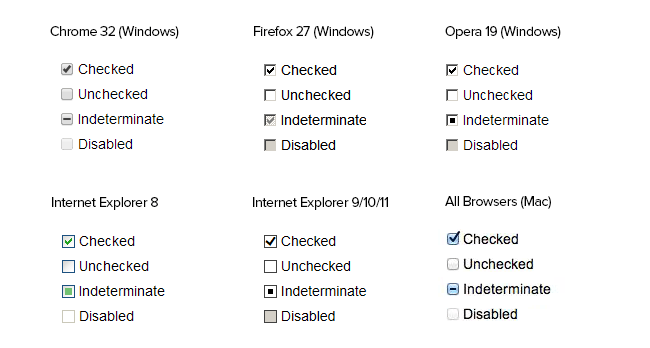 Chrome 32 (Windows)
Checked
Unchecked
Indeterminate
Disabled
Firefox 27 (Windows)
Checked
Unchecked
Indeterminate
Disabled
Opera 19 (Windows)
Checked
Unchecked
Indeterminate
Disabled
Internet Explorer 8
Checked
Unchecked
Indeterminate
Disabled
Internet Explorer 9/10/11
Checked
Unchecked
Indeterminate
Disabled
All Browsers (Mac)
Checked
Unchecked
Indeterminate
Disabled